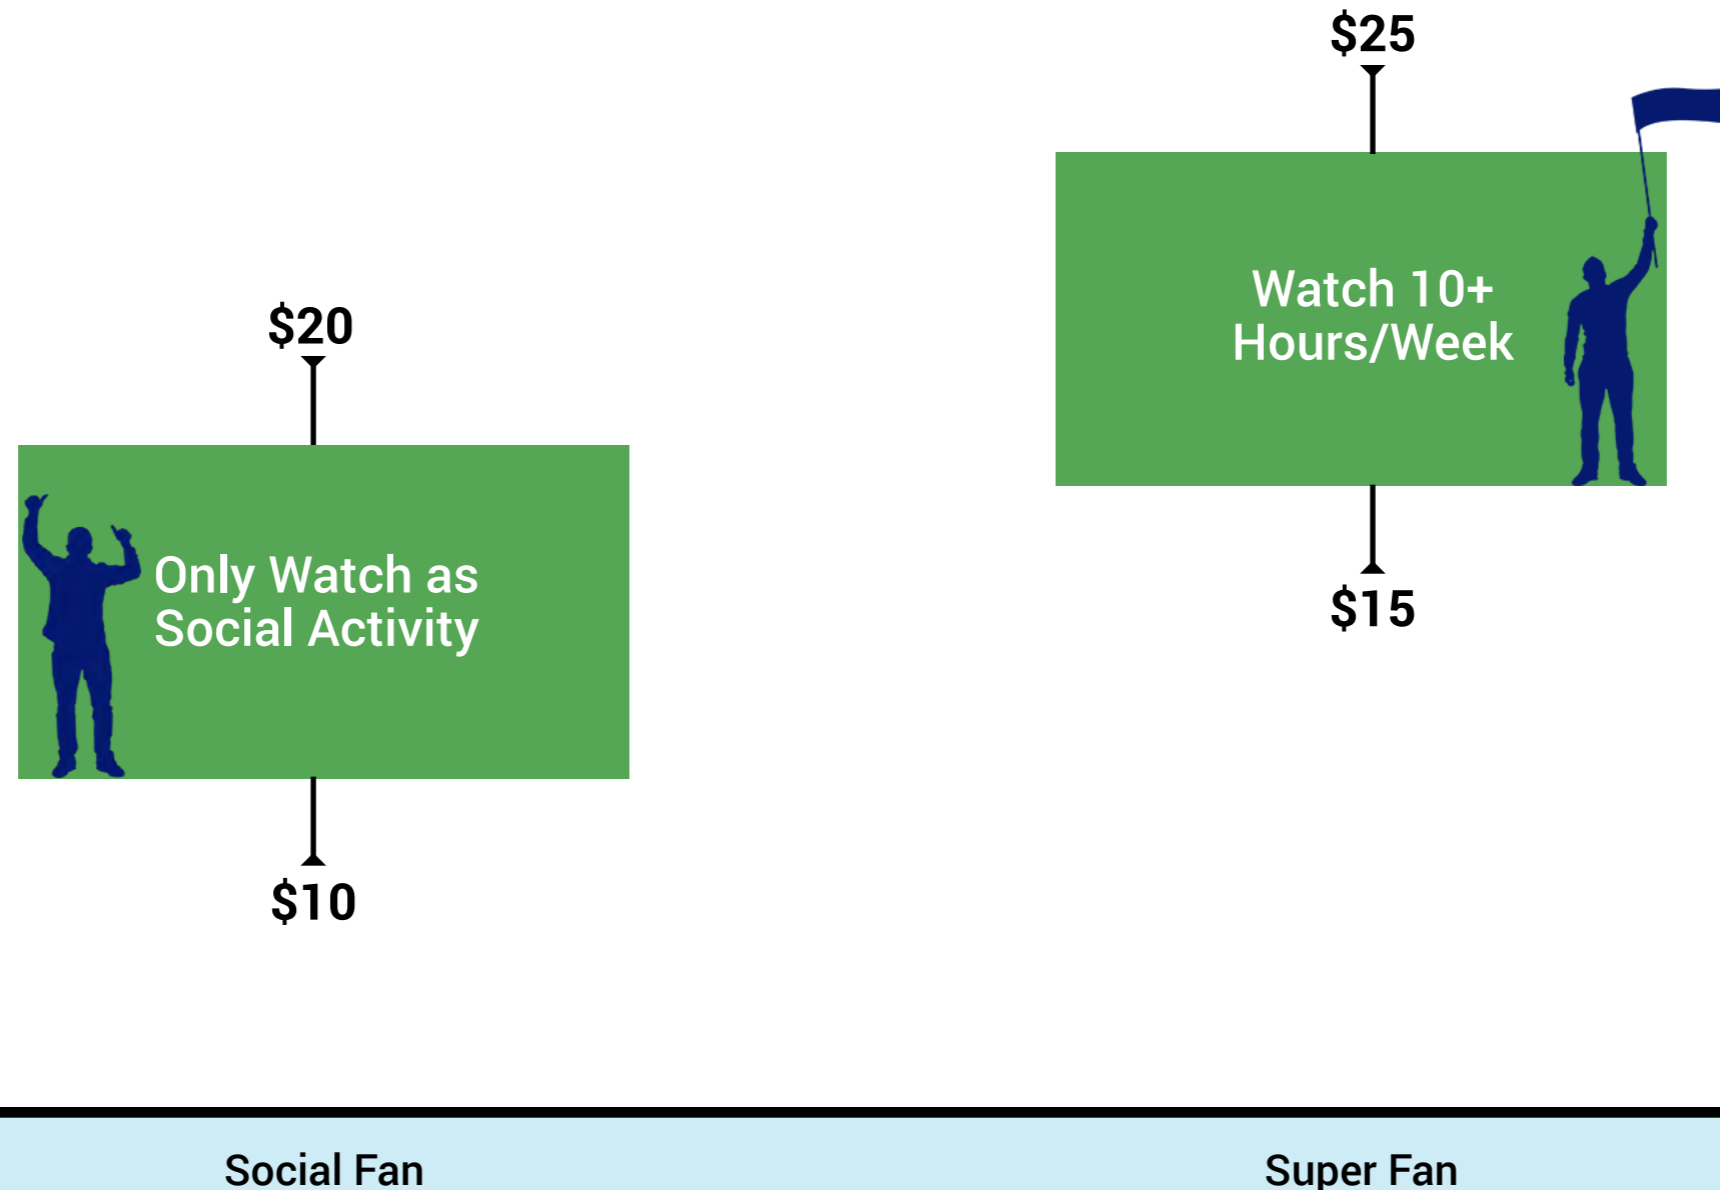 $25
Watch 10+
Hours/Week
$15
$20
Only Watch as
Social Activity
$10
Social Fan
Super Fan